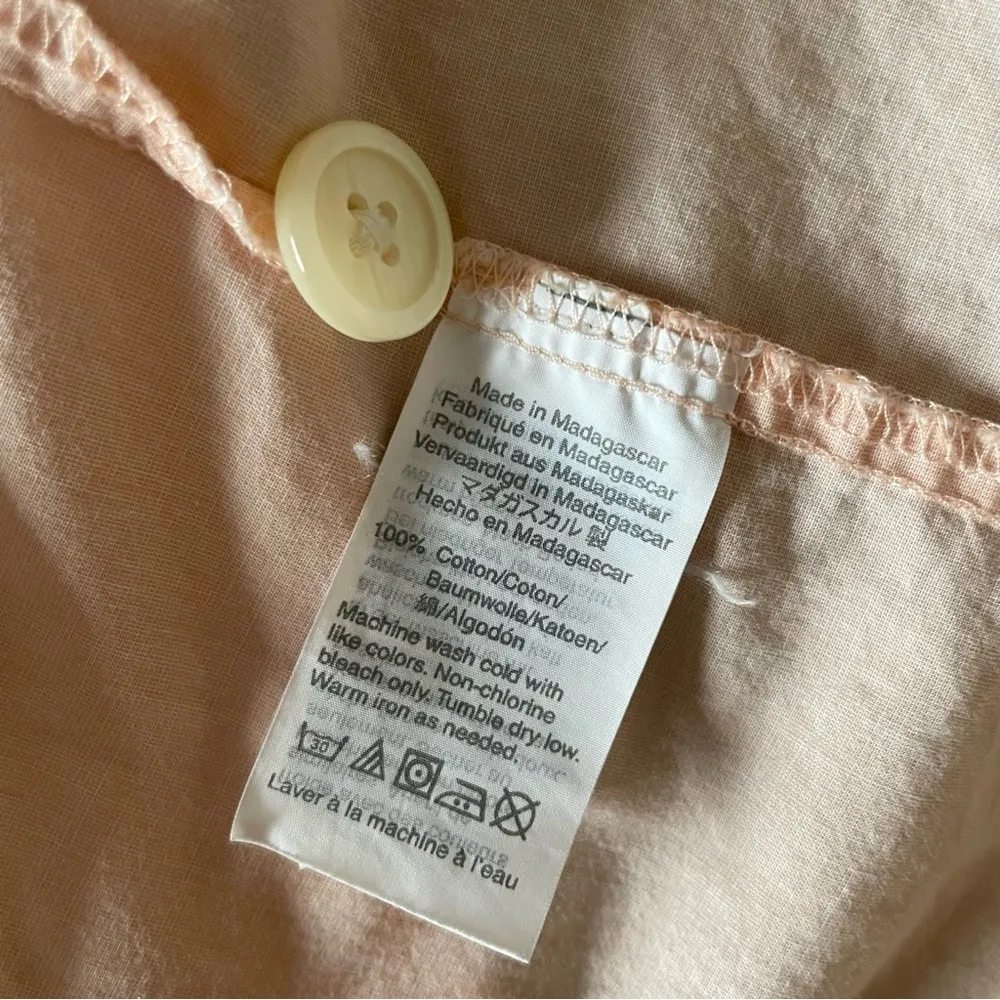 Made in Madagascar
Fabriqué en Madagascar
Produkt aus Madagaskar
Vervaardigd in Madagascar
マダガスカル 製
Hecho en Madagascar
100% Cotton/Coton/
Baumwolle/Katoen/
綿/Algodón
Machine wash cold with
like colors. Non-chlorine
bleach only. Tumble dry low.
Warm iron as needed.
30
Laver à la machine à l'eau